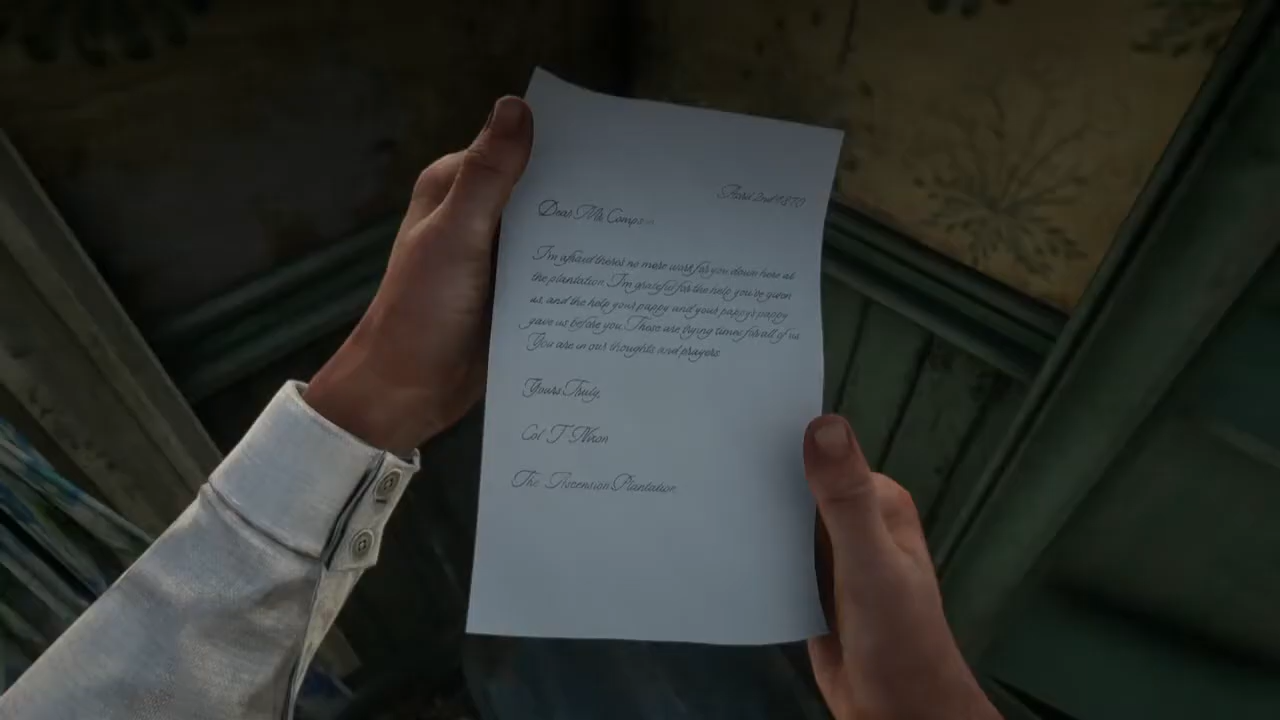 April 2nd 1870
Dear Mr. Compson
I'm afraid there's no more work for you down here at
the plantation. I'm grateful for the help you've given
us, and the help your pappy and your pappy's pappy
gave us before you. These are trying times for all of us
You are in our thoughts and prayers.
Yours Truly,
Col T Nixon
The Ascension Plantation